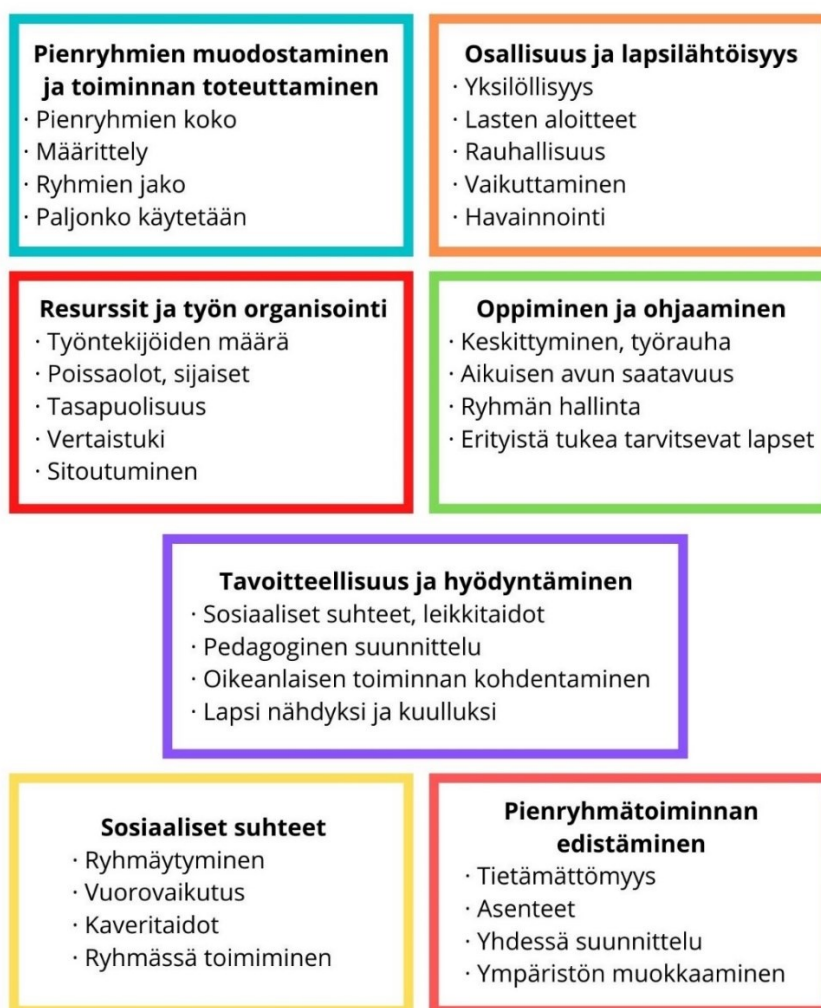 Pienryhmien muodostaminen
ja toiminnan toteuttaminen
· Pienryhmien koko
· Määrittely
· Ryhmien jako
· Paljonko käytetään
Osallisuus ja lapsilähtöisyys
· Yksilöllisyys
· Lasten aloitteet
· Rauhallisuus
· Vaikuttaminen
· Havainnointi
Resurssit ja työn organisointi
· Työntekijöiden määrä
· Poissaolot, sijaiset
· Tasapuolisuus
· Vertaistuki
· Sitoutuminen
Oppiminen ja ohjaaminen
· Keskittyminen, työrauha
· Aikuisen avun saatavuus
· Ryhmän hallinta
· Erityistä tukea tarvitsevat lapset
Tavoitteellisuus ja hyödyntäminen
· Sosiaaliset suhteet, leikkitaidot
· Pedagoginen suunnittelu
· Oikeanlaisen toiminnan kohdentaminen
· Lapsi nähdyksi ja kuulluksi
Sosiaaliset suhteet
· Ryhmäytyminen
· Vuorovaikutus
· Kaveritaidot
· Ryhmässä toimiminen
Pienryhmätoiminnan
edistäminen
· Tietämättömyys
· Asenteet
· Yhdessä suunnittelu
· Ympäristön muokkaaminen